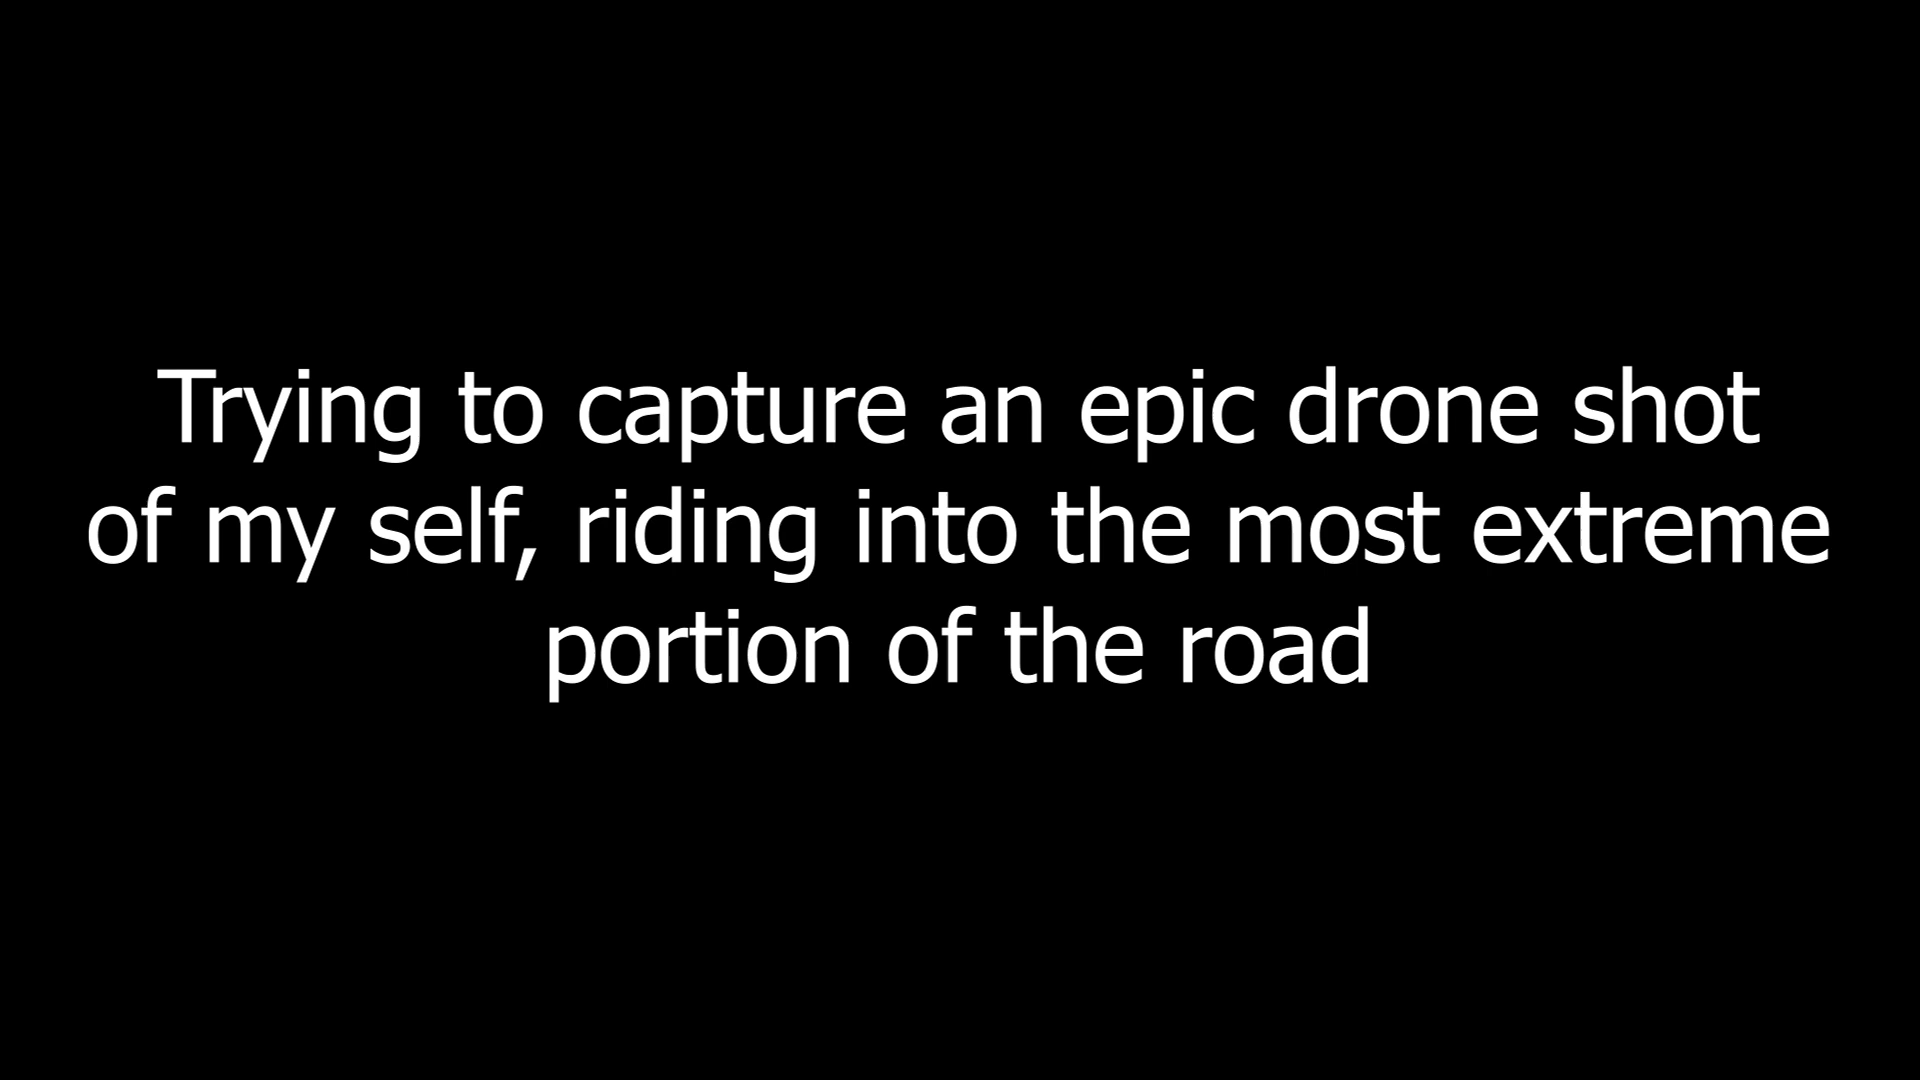 Trying to capture an epic drone shot
of my self, riding into the most extreme
portion of the road